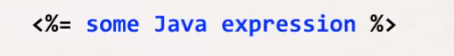 <%= some Java expression %>